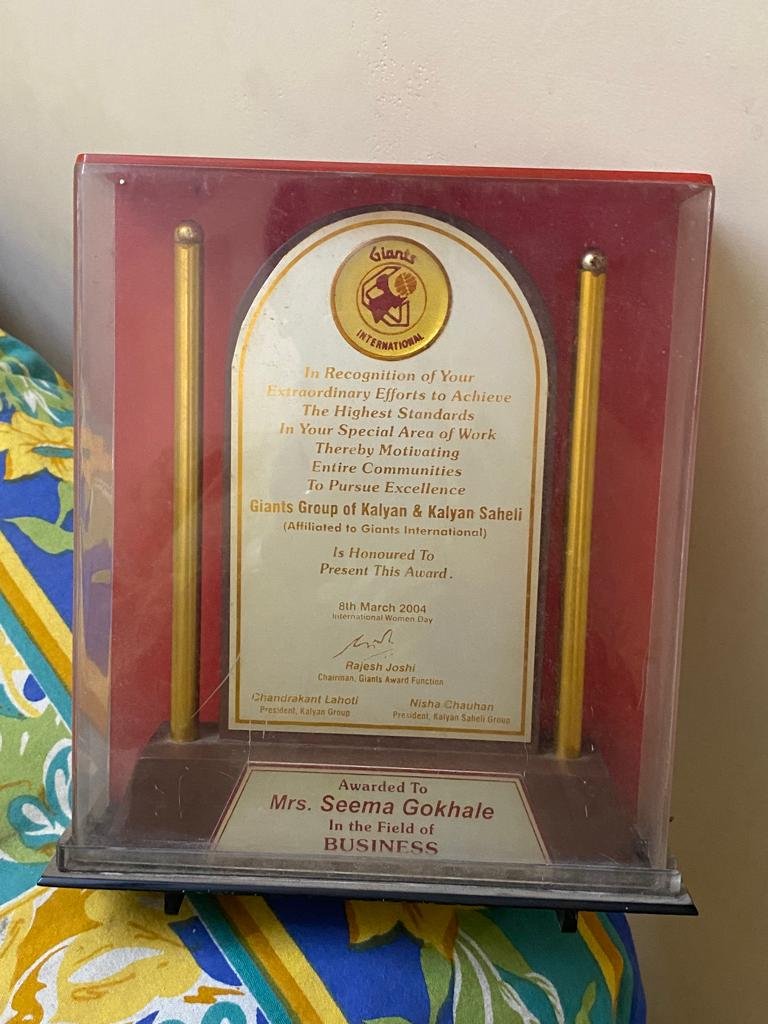 Giants
INTERNATIONAL
In Recognition of Your
Extraordinary Efforts to Achieve
The Highest Standards
In Your Special Area of Work
Thereby Motivating
Entire Communities
To Pursue Excellence
Giants Group of Kalyan & Kalyan Saheli
(Affiliated to Giants International)
Is Honoured To
Present This Award.
8th March 2004
International Women Day
Rajesh Joshi
Chairman, Giants Award Function
Chandrakant Lahoti Nisha Chauhan
President, Kalyan Group President, Kalyan Saheli Group
Awarded To
Mrs. Seema Gokhale
In the Field of
BUSINESS